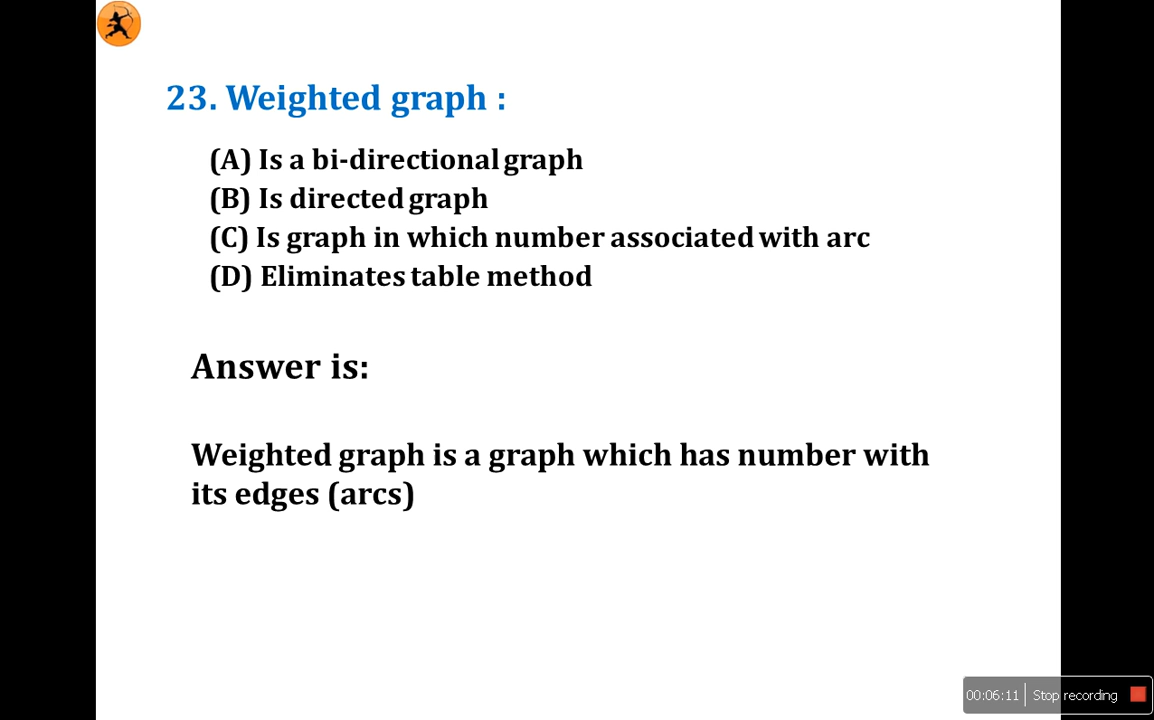 23. Weighted graph :
(A) Is a bi-directional graph
(B) Is directed graph
(C) Is graph in which number associated with arc
(D) Eliminates table method
Answer is:
Weighted graph is a graph which has number with
its edges (arcs)
00:06:11 Stop recording